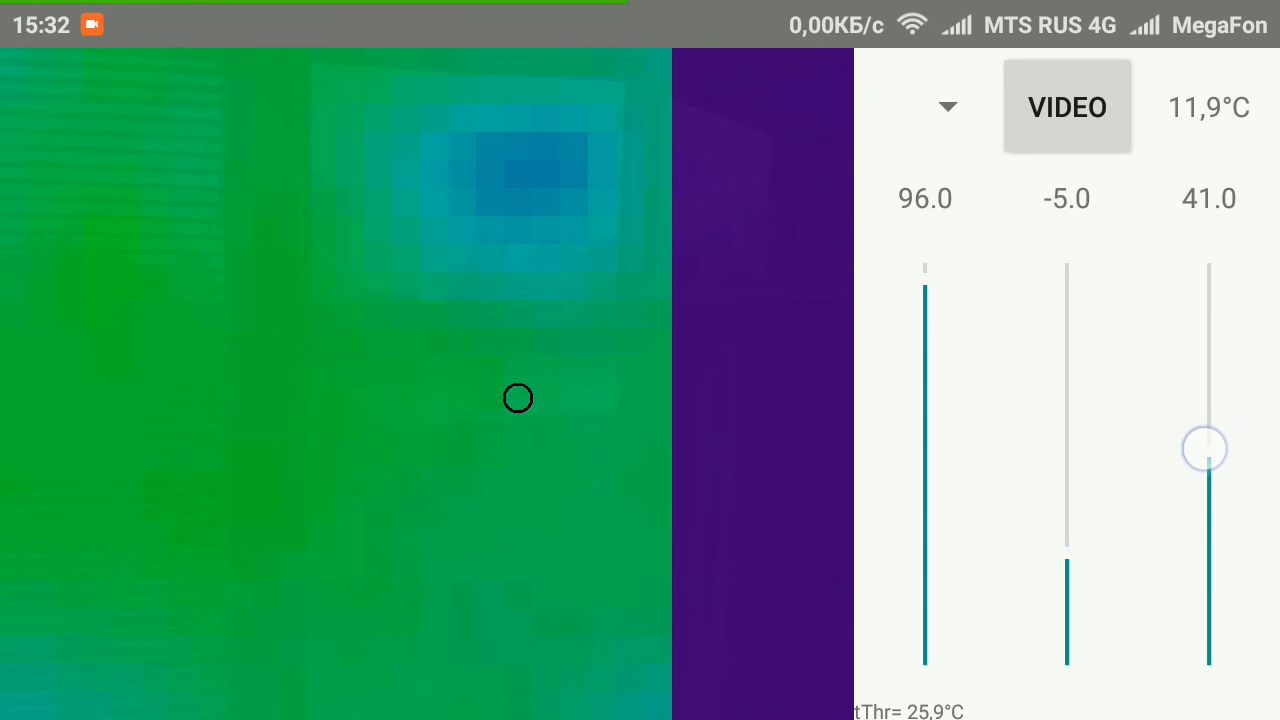 15:32 0,00КБ/с MTS RUS 4G MegaFon
VIDEO 11,9°C
96.0 -5.0 41.0
tThr= 25,9°C